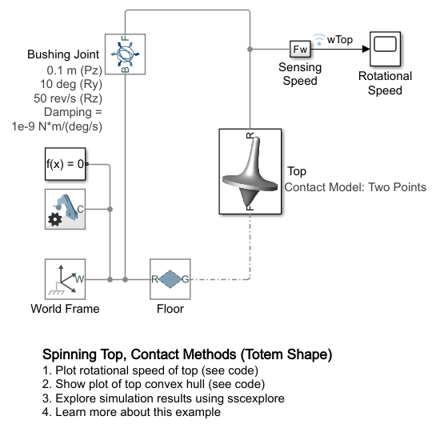 F
wTop
Fw
B
Sensing
Speed
Rotational
Speed
Bushing Joint
0.1 m (Pz)
10 deg (Ry)
50 rev/s (Rz)
Damping =
1e-9 N*m/(deg/s)
f(x) = 0
R
Top
Contact Model: Two Points
F
C
W
World Frame
R
G
Floor
Spinning Top, Contact Methods (Totem Shape)
1. Plot rotational speed of top (see code)
2. Show plot of top convex hull (see code)
3. Explore simulation results using sscexplore
4. Learn more about this example